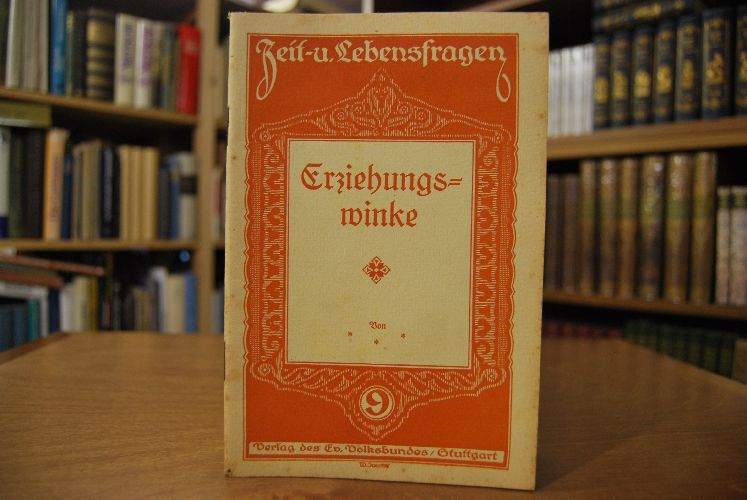 Zeit- u. Lebensfragen
Erziehungs=
winke
Von
* * *
9
Verlag des Ev. Volksbundes / Stuttgart